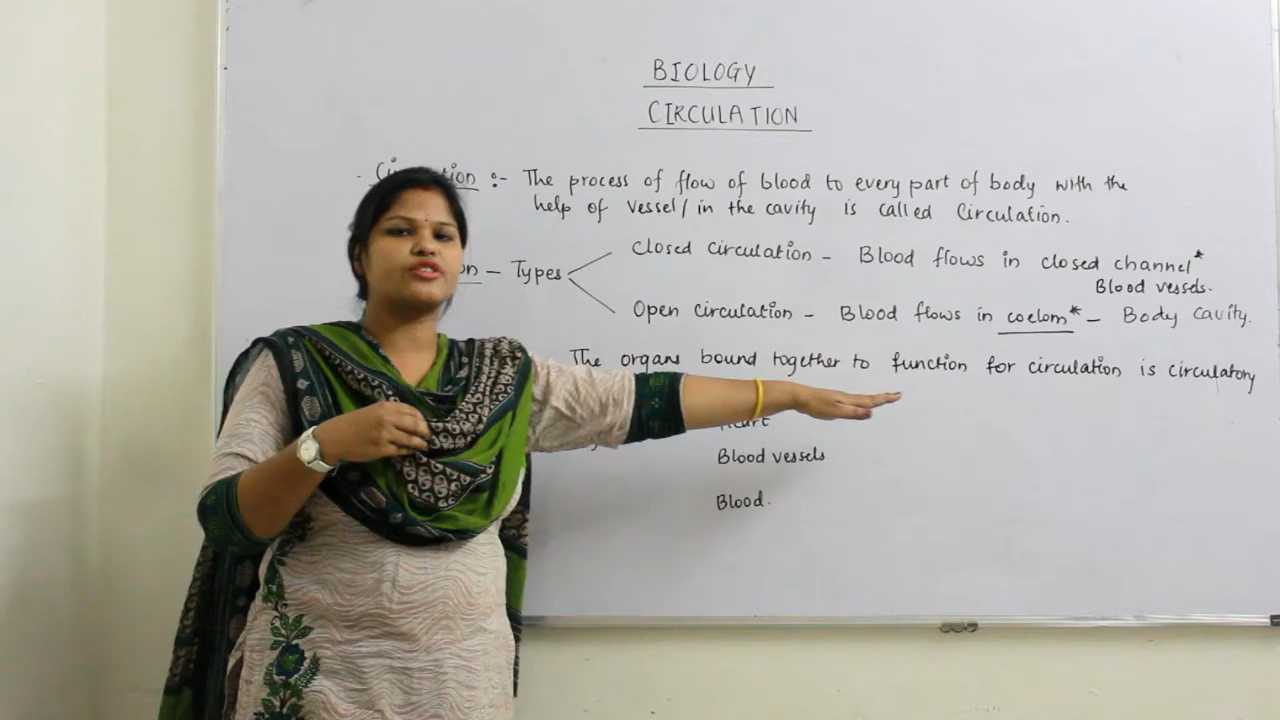 BIOLOGY
CIRCULATION
:- The process of flow of blood to every part of body with the
help of vessel/ in the cavity is called Circulation.
- Types
Closed circulation - Blood flows in closed channel*
Blood vessels.
Open circulation - Blood flows in coelom* - Body cavity.
The organs bound together to function for circulation is circulatory
Heart
Blood vessels
Blood.